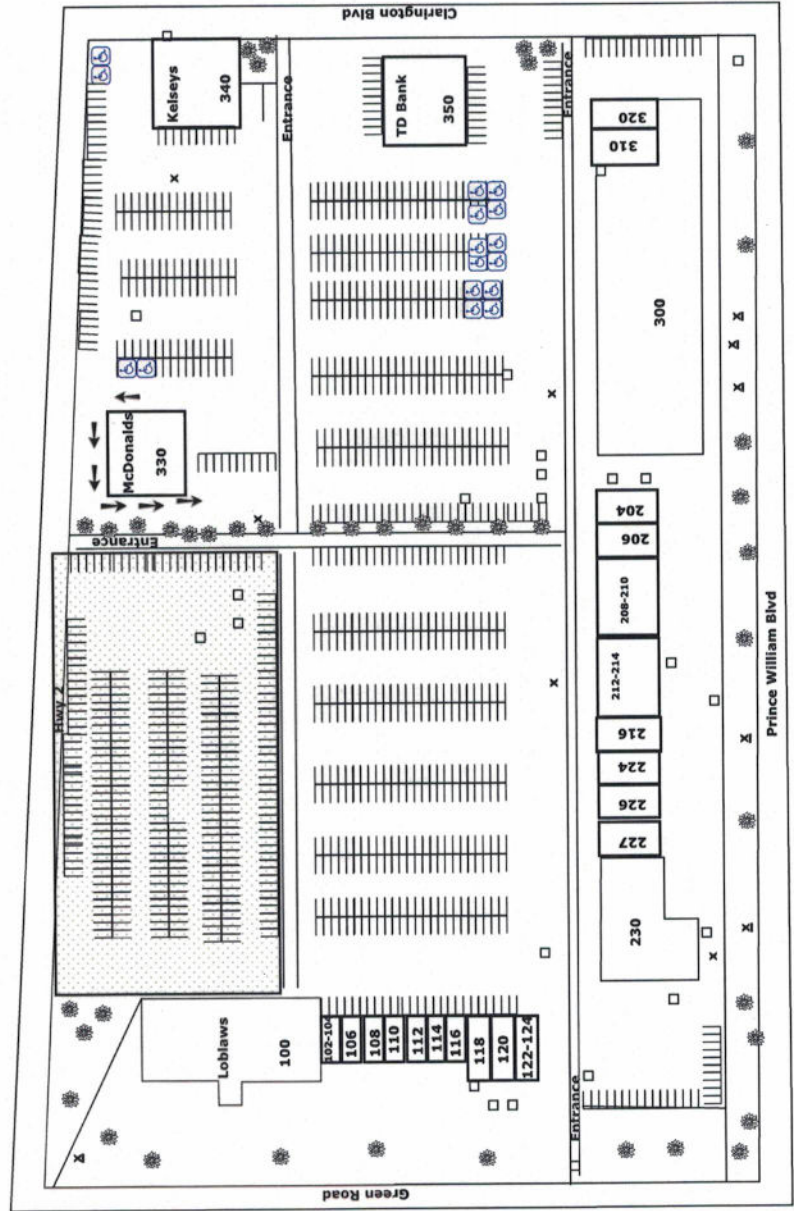 Clarington Blvd
Kelseys
340
Entrance
TD Bank
350
Entrance
320
310
300
McDonalds
330
Entrance
Hwy 2
204
206
208-210
212-214
216
224
226
227
230
Prince William Blvd
Loblaws
100
102-104
106
108
110
112
114
116
118
120
122-124
Entrance
Green Road